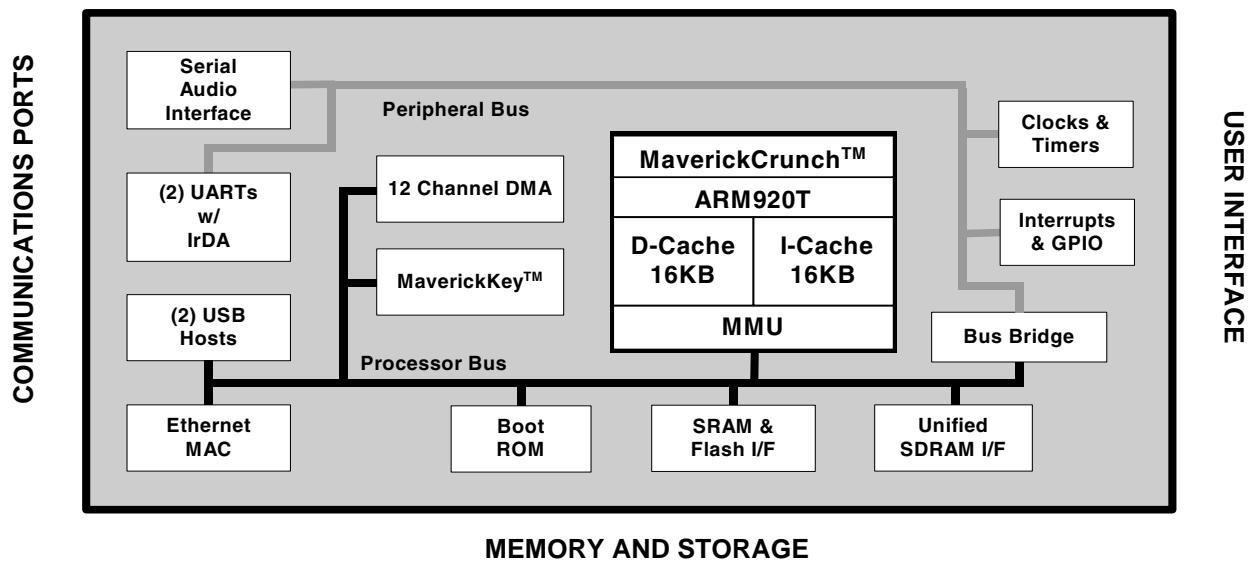 COMMUNICATIONS PORTS
Serial
Audio
Interface
Peripheral Bus
(2) UARTs
w/
IrDA
12 Channel DMA
MaverickKey™
(2) USB
Hosts
Processor Bus
MaverickCrunch™
ARM920T
D-Cache
16KB
I-Cache
16KB
MMU
Clocks &
Timers
Interrupts
& GPIO
Bus Bridge
Ethernet
MAC
Boot
ROM
SRAM &
Flash I/F
Unified
SDRAM I/F
USER INTERFACE
MEMORY AND STORAGE